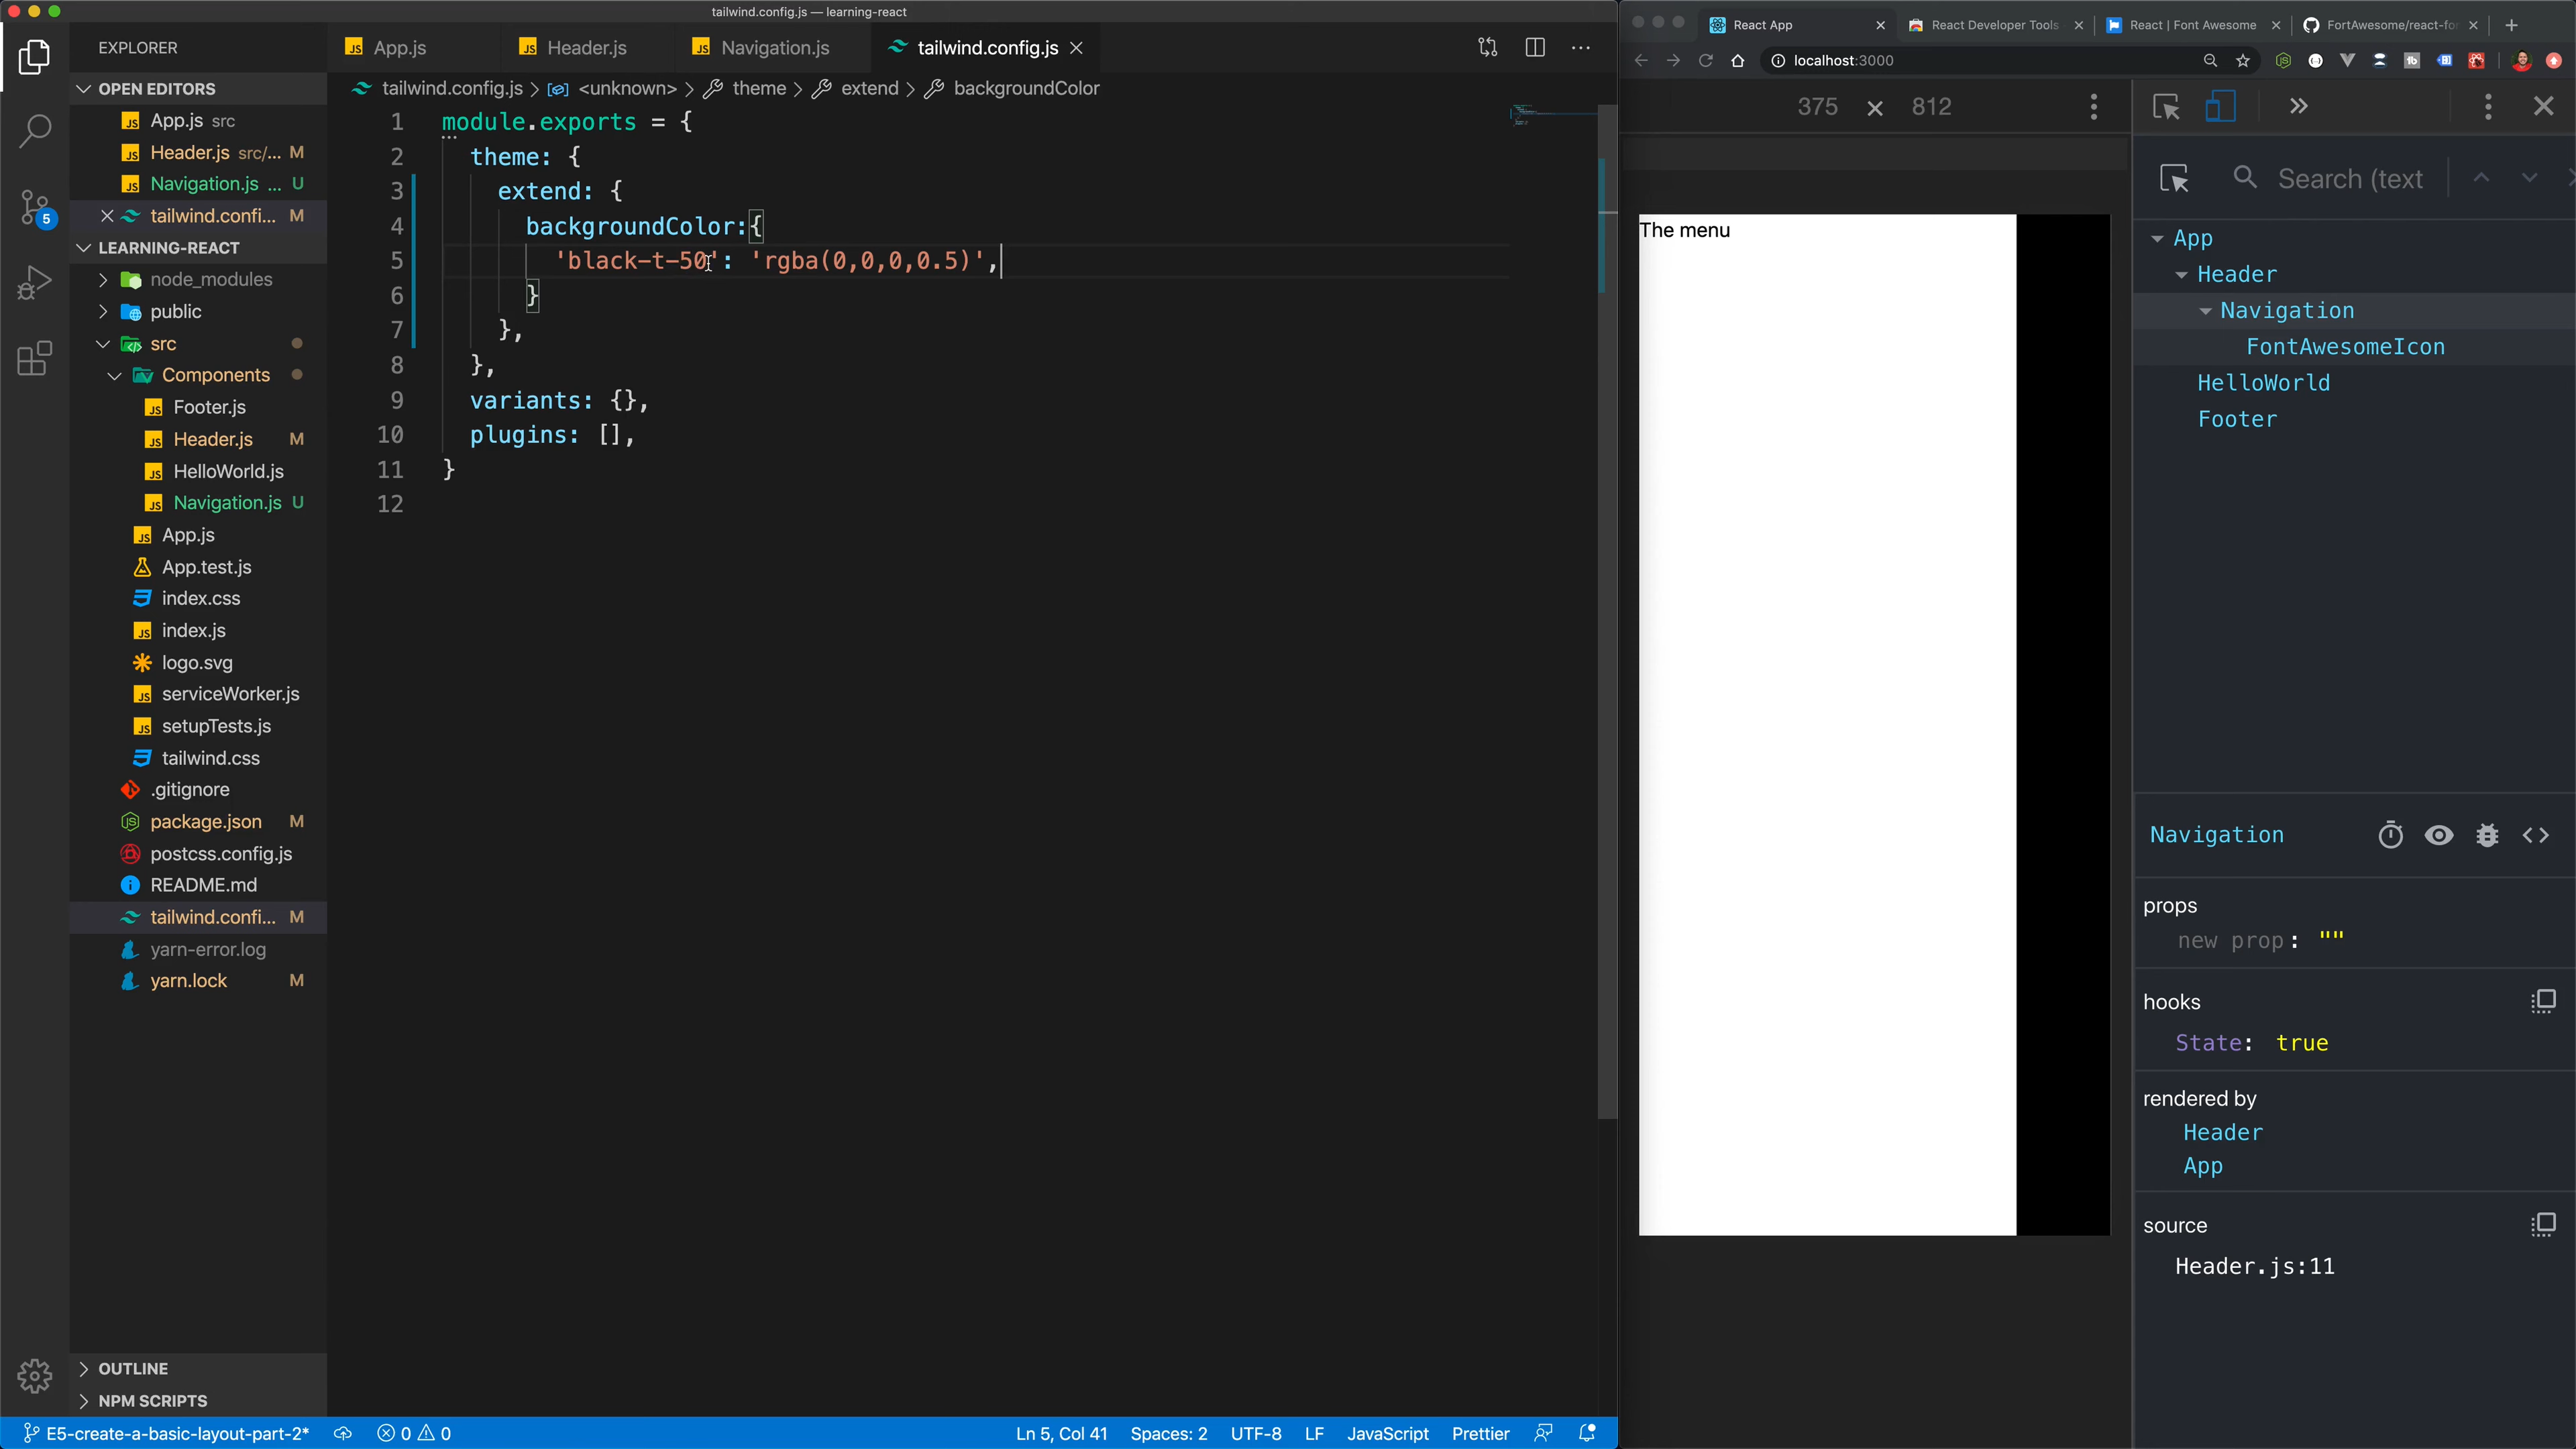 tailwind.config.js — learning-react
EXPLORER
OPEN EDITORS
App.js src
Header.js src/... M
Navigation.js ... U
tailwind.confi... M
LEARNING-REACT
node_modules
public
src
Components
Footer.js
Header.js M
HelloWorld.js
Navigation.js U
App.js
App.test.js
index.css
index.js
logo.svg
serviceWorker.js
setupTests.js
tailwind.css
.gitignore
package.json M
postcss.config.js
README.md
tailwind.confi... M
yarn-error.log
yarn.lock M
OUTLINE
NPM SCRIPTS
5
App.js Header.js Navigation.js tailwind.config.js
tailwind.config.js > <unknown> > theme > extend > backgroundColor
1 module.exports = {
2 theme: {
3 extend: {
4 backgroundColor:{
5 'black-t-50': 'rgba(0,0,0,0.5)',
6 }
7 },
8 },
9 variants: {},
10 plugins: [],
11 }
12
E5-create-a-basic-layout-part-2* 0 0 Ln 5, Col 41 Spaces: 2 UTF-8 LF JavaScript Prettier
React App React Developer Tools React | Font Awesome FortAwesome/react-for
localhost:3000
375 × 812
The menu
Search (text
App
Header
Navigation
FontAwesomeIcon
HelloWorld
Footer
Navigation
props
new prop: ""
hooks
State: true
rendered by
Header
App
source
Header.js:11